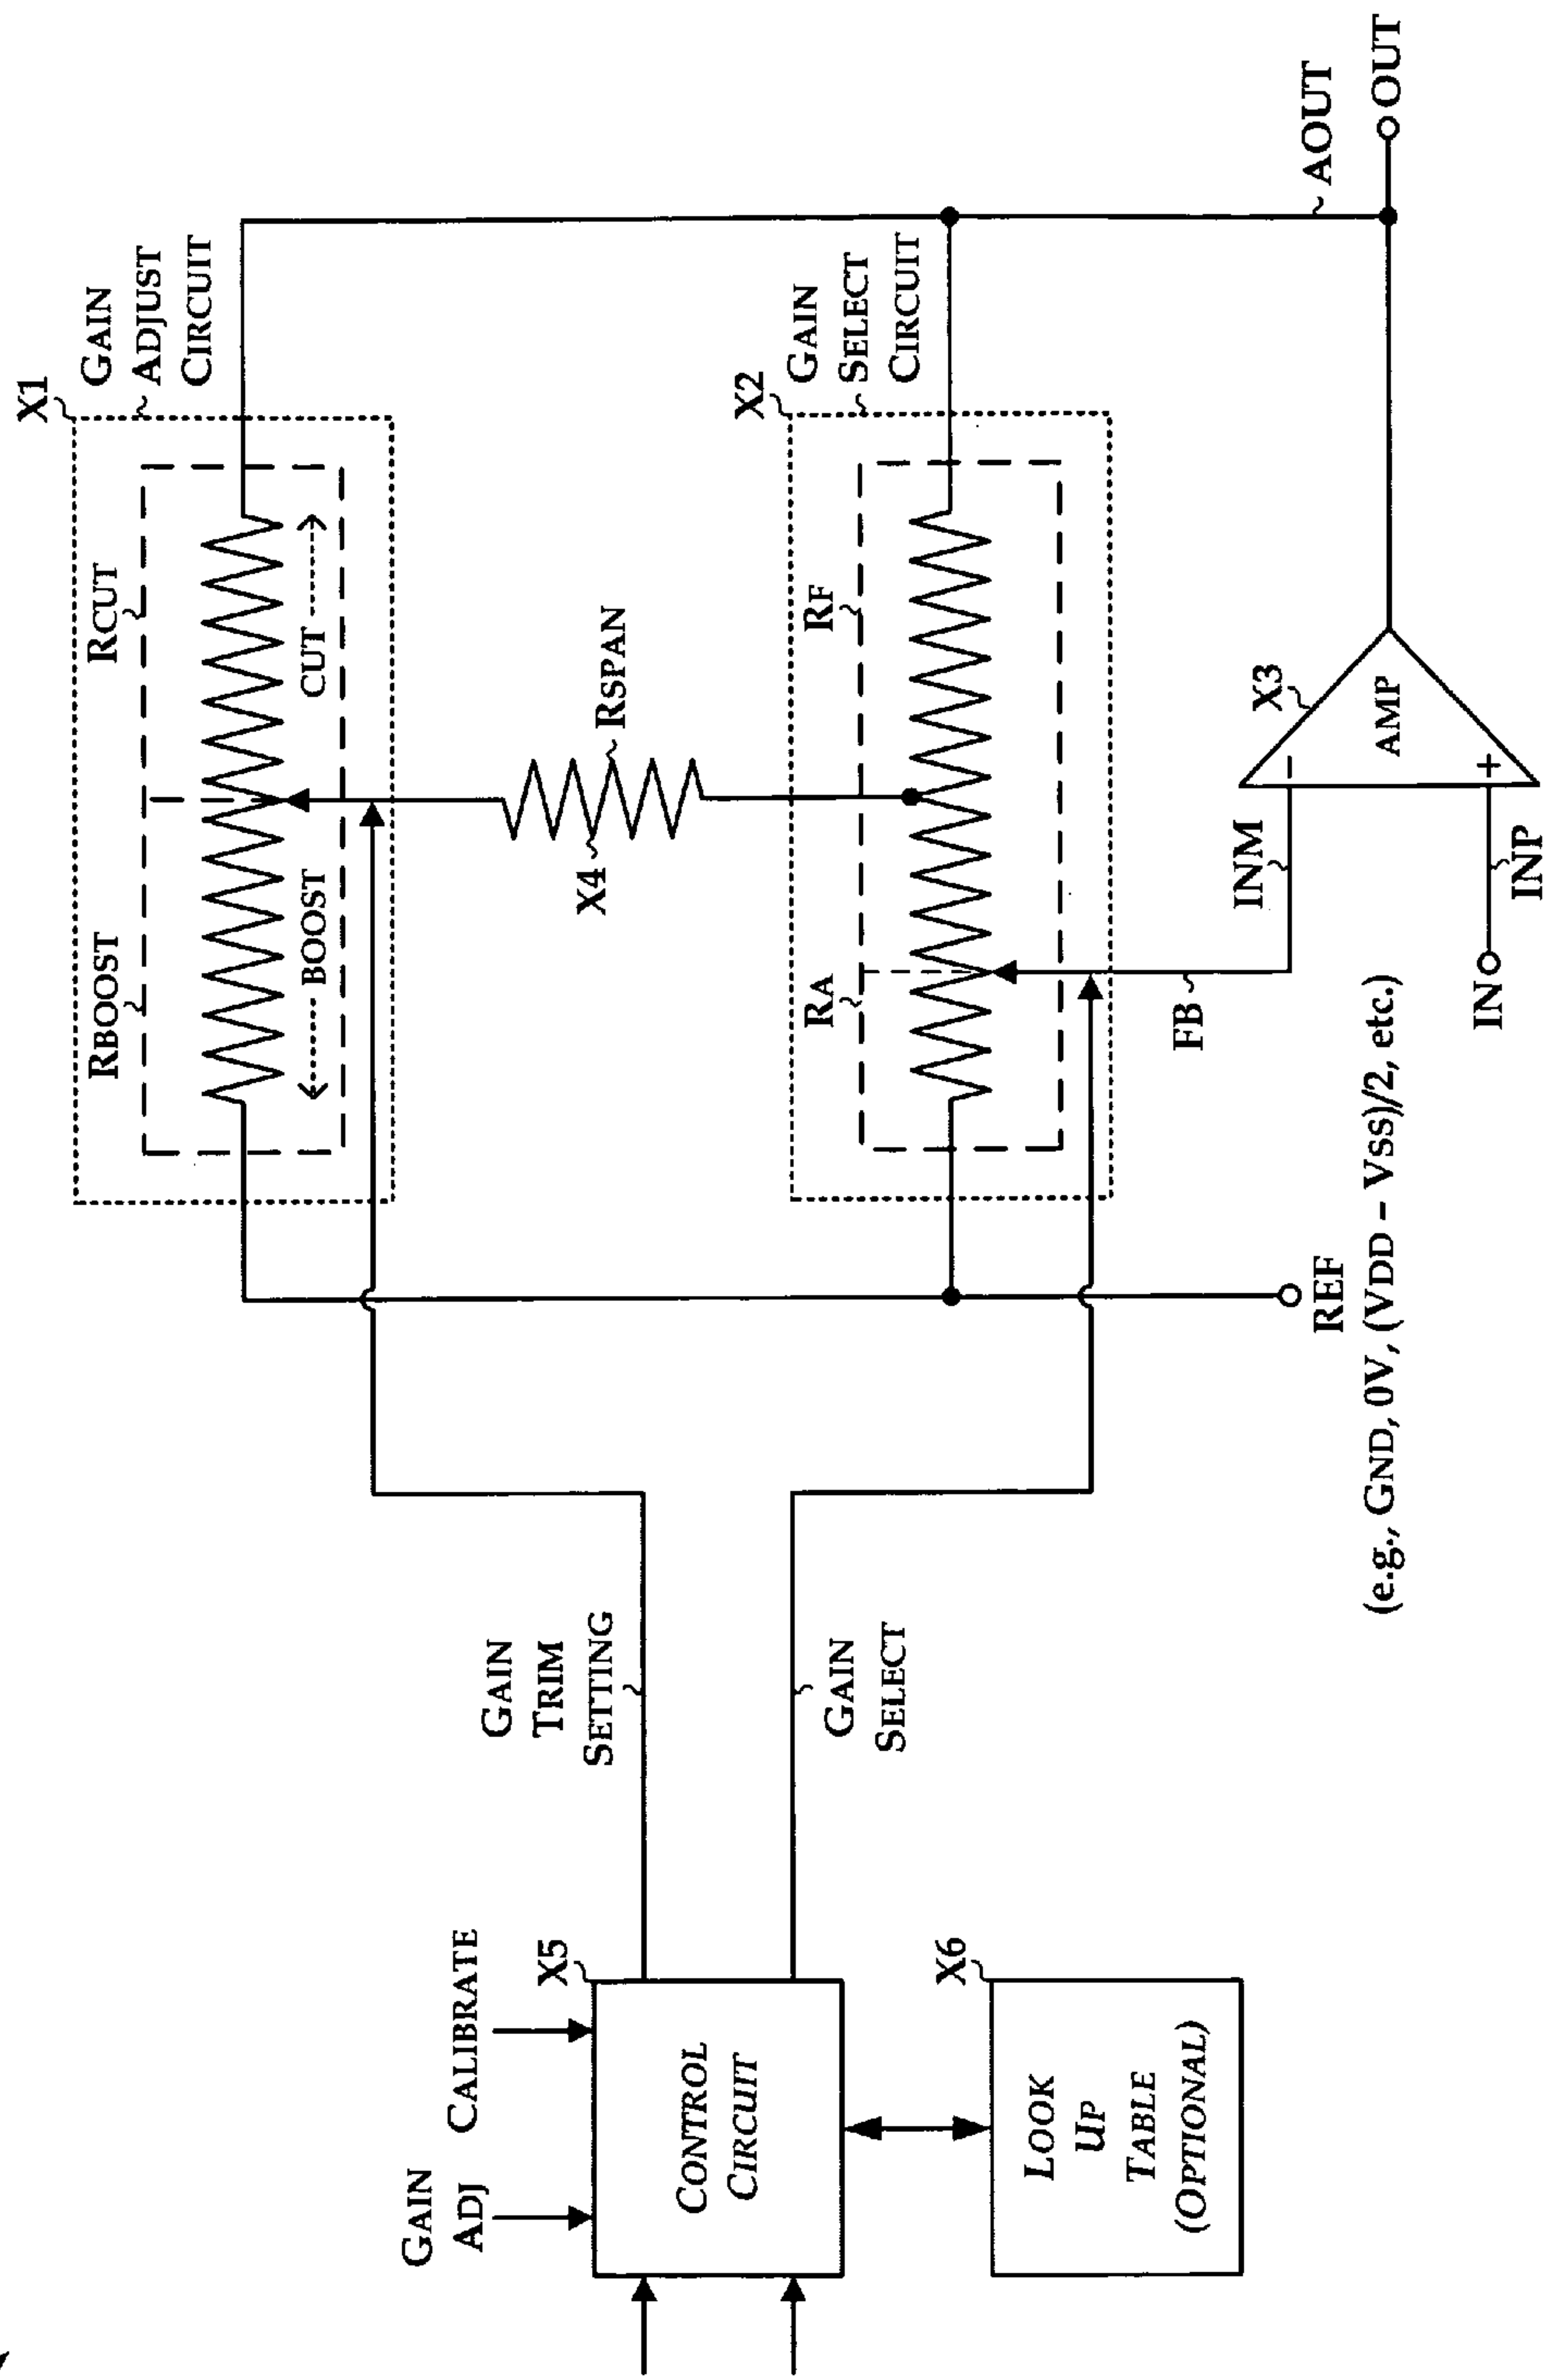 X1
GAIN
ADJUST
CIRCUIT
RBOOST
RCUT
BOOST
CUT
X4
RSPAN
X2
GAIN
SELECT
CIRCUIT
RA
RF
FB
INM
INP
IN
X3
AMP
−
+
AOUT
OUT
REF
(e.g., GND, 0V, (VDD – VSS)/2, etc.)
GAIN
TRIM
SETTING
GAIN
SELECT
GAIN
ADJ
CALIBRATE
X5
CONTROL
CIRCUIT
X6
LOOK
UP
TABLE
(OPTIONAL)